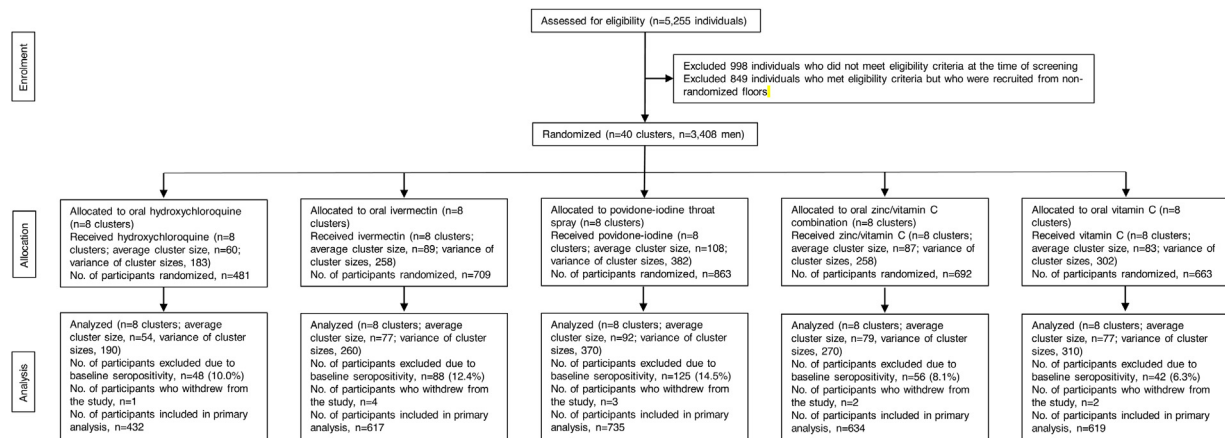 Assessed for eligibility (n=5,255 individuals)
Enrolment
Excluded 998 individuals who did not meet eligibility criteria at the time of screening
Excluded 849 individuals who met eligibility criteria but who were recruited from non-
randomized floors
Randomized (n=40 clusters, n=3,408 men)
Allocation
Allocated to oral hydroxychloroquine
(n=8 clusters)
Received hydroxychloroquine (n=8
clusters; average cluster size, n=60;
variance of cluster sizes, 183)
No. of participants randomized, n=481
Allocated to oral ivermectin (n=8
clusters)
Received ivermectin (n=8 clusters;
average cluster size, n=89; variance of
cluster sizes, 258)
No. of participants randomized, n=709
Allocated to povidone-iodine throat
spray (n=8 clusters)
Received povidone-iodine (n=8
clusters; average cluster size, n=108;
variance of cluster sizes, 382)
No. of participants randomized, n=863
Allocated to oral zinc/vitamin C
combination (n=8 clusters)
Received zinc/vitamin C (n=8 clusters;
average cluster size, n=87; variance of
cluster sizes, 258)
No. of participants randomized, n=692
Allocated to oral vitamin C (n=8
clusters)
Received vitamin C (n=8 clusters;
average cluster size, n=83; variance of
cluster sizes, 302)
No. of participants randomized, n=663
Analysis
Analyzed (n=8 clusters; average
cluster size, n=54, variance of cluster
sizes, 190)
No. of participants excluded due to
baseline seropositivity, n=48 (10.0%)
No. of participants who withdrew from
the study, n=1
No. of participants included in primary
analysis, n=432
Analyzed (n=8 clusters; average
cluster size, n=77; variance of cluster
sizes, 260)
No. of participants excluded due to
baseline seropositivity, n=88 (12.4%)
No. of participants who withdrew from
the study, n=4
No. of participants included in primary
analysis, n=617
Analyzed (n=8 clusters; average
cluster size, n=92; variance of cluster
sizes, 370)
No. of participants excluded due to
baseline seropositivity, n=125 (14.5%)
No. of participants who withdrew from
the study, n=3
No. of participants included in primary
analysis, n=735
Analyzed (n=8 clusters; average
cluster size, n=79, variance of cluster
sizes, 270)
No. of participants excluded due to
baseline seropositivity, n=56 (8.1%)
No. of participants who withdrew from
the study, n=2
No. of participants included in primary
analysis, n=634
Analyzed (n=8 clusters; average
cluster size, n=77; variance of cluster
sizes, 310)
No. of participants excluded due to
baseline seropositivity, n=42 (6.3%)
No. of participants who withdrew from
the study, n=2
No. of participants included in primary
analysis, n=619